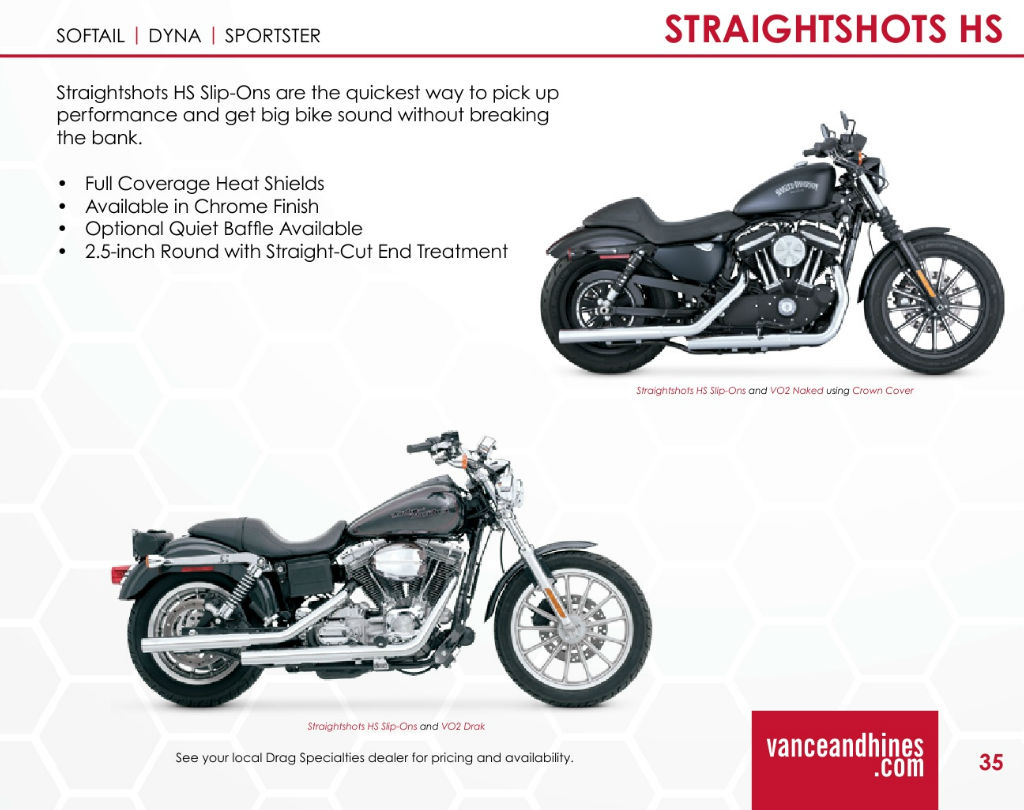 SOFTAIL | DYNA | SPORTSTER
STRAIGHTSHOTS HS
Straightshots HS Slip-Ons are the quickest way to pick up
performance and get big bike sound without breaking
the bank.
• Full Coverage Heat Shields
• Available in Chrome Finish
• Optional Quiet Baffle Available
• 2.5-inch Round with Straight-Cut End Treatment
HARLEY-DAVIDSON
Straightshots HS Slip-Ons and VO2 Naked using Crown Cover
Straightshots HS Slip-Ons and VO2 Drak
See your local Drag Specialties dealer for pricing and availability.
vanceandhines
.com
35